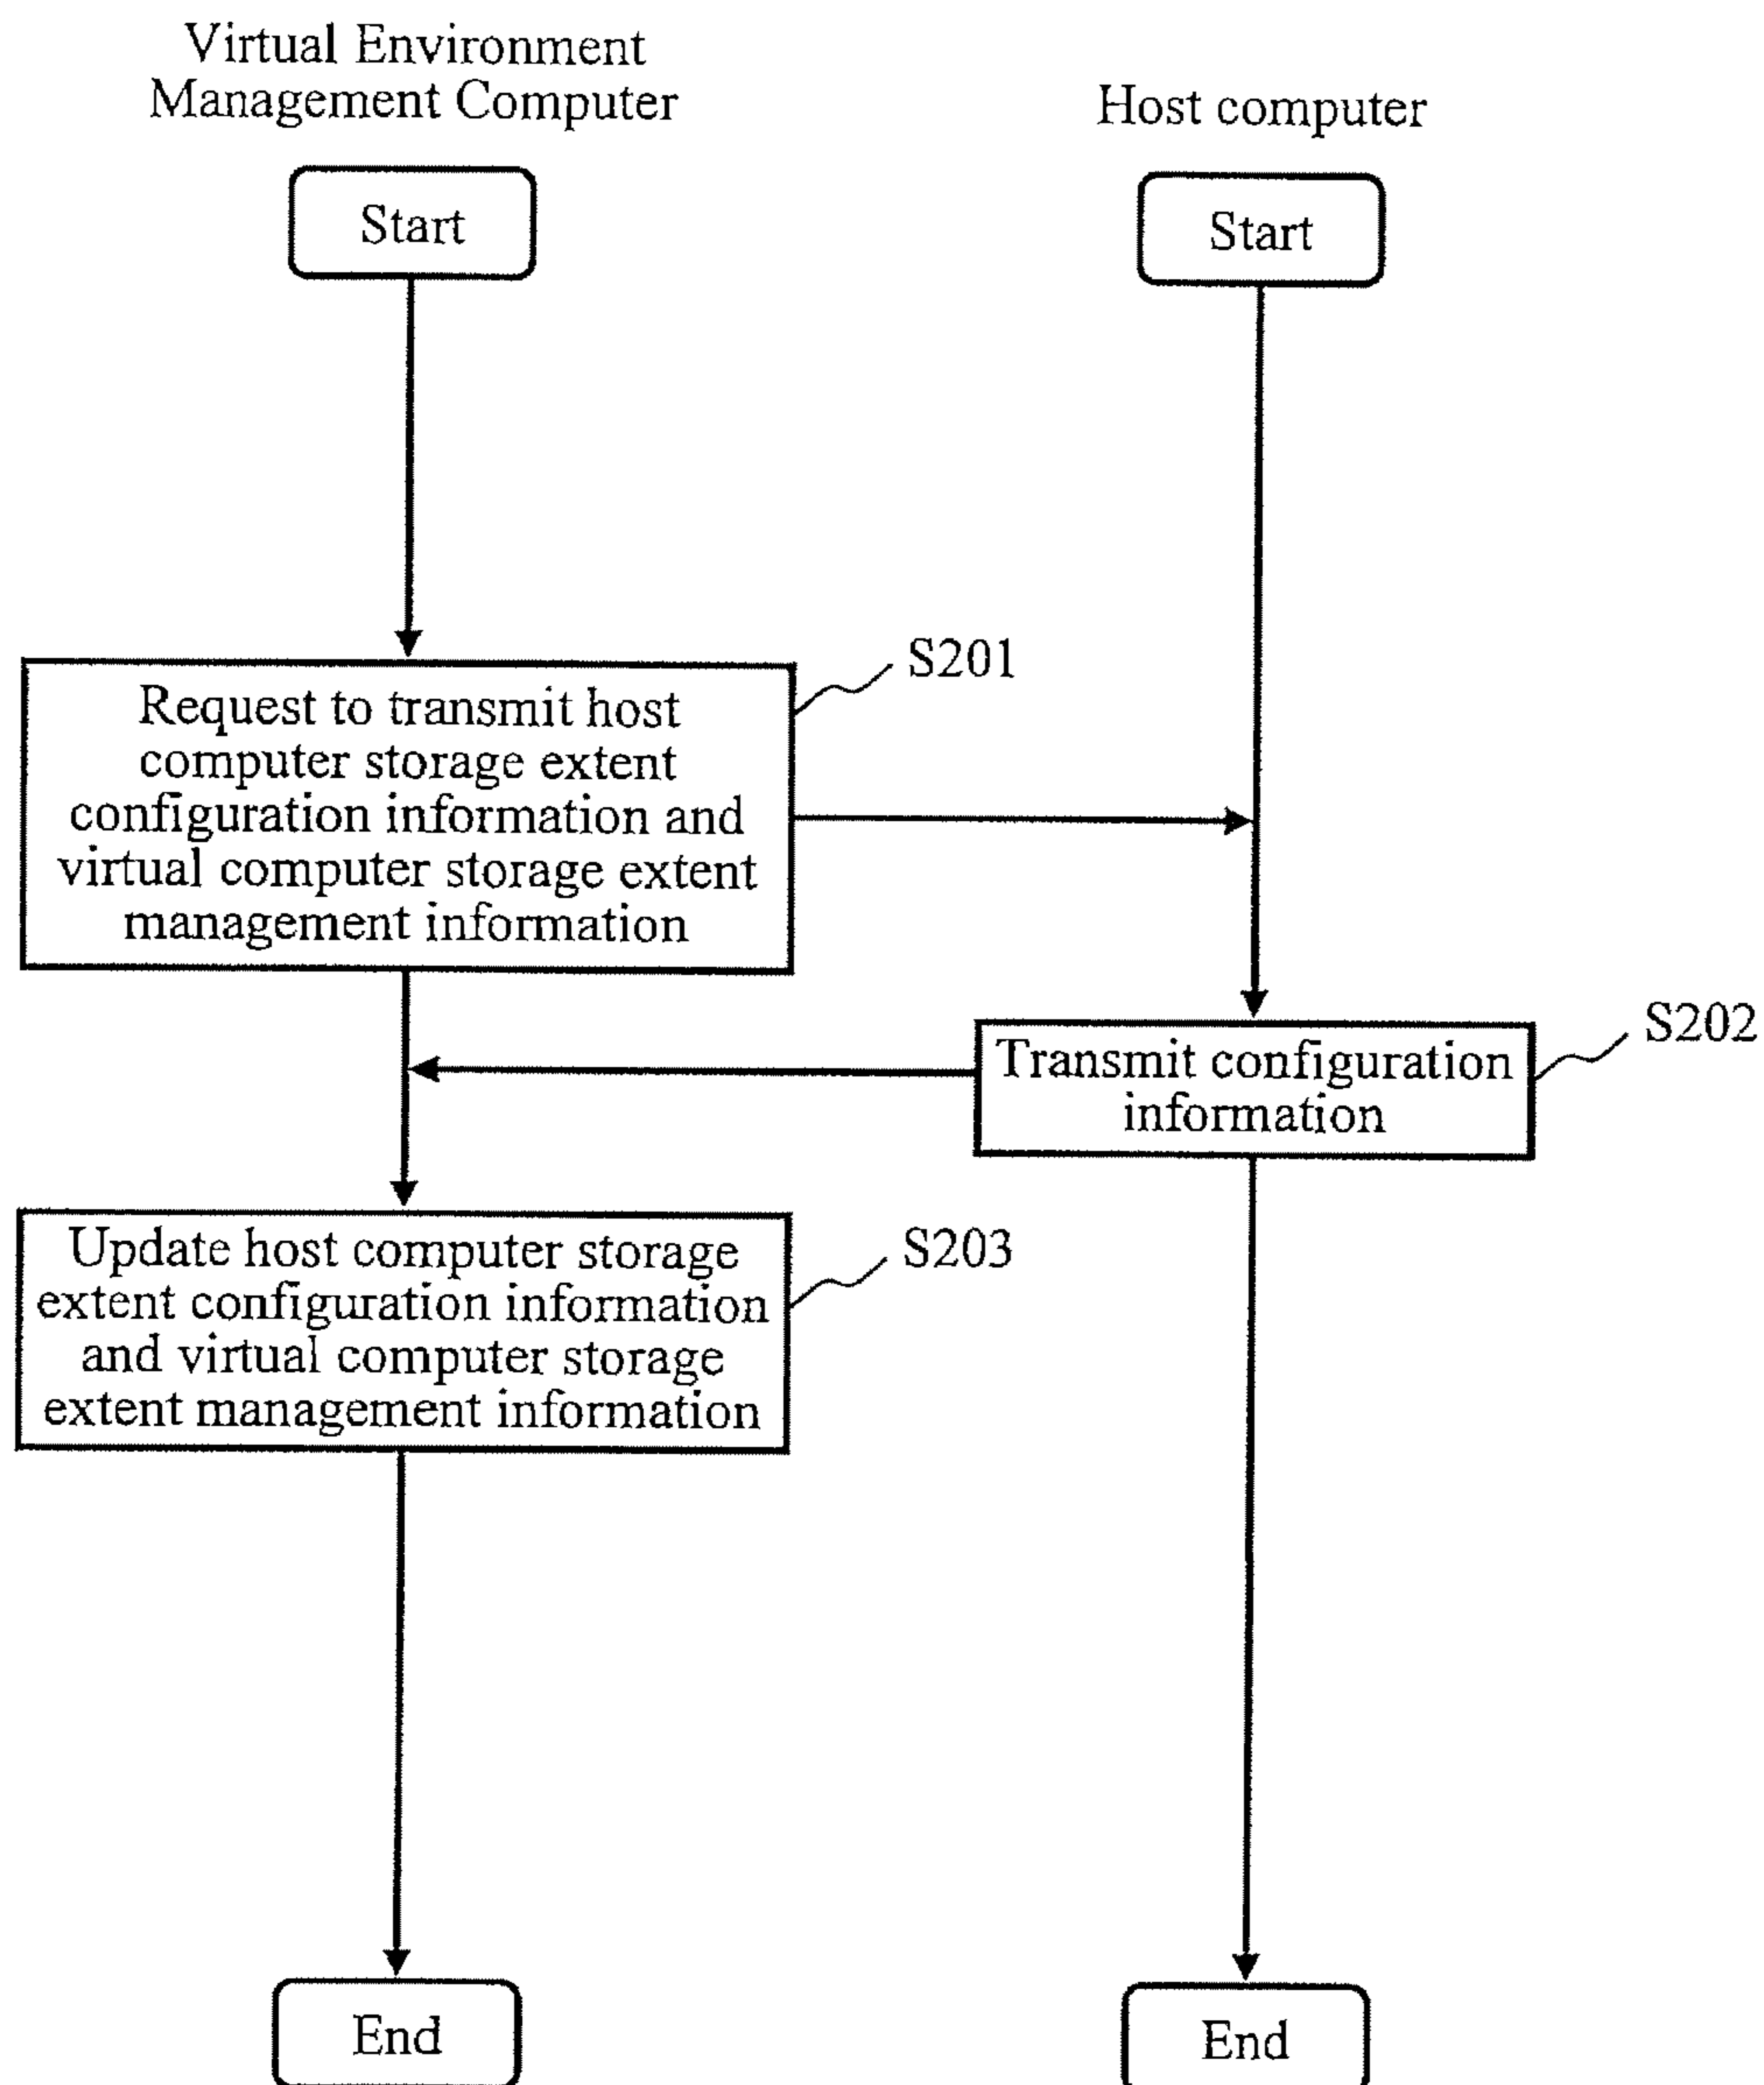 Virtual Environment
Management Computer
Host computer
Start
Start
S201
Request to transmit host
computer storage extent
configuration information and
virtual computer storage extent
management information
S202
Transmit configuration
information
S203
Update host computer storage
extent configuration information
and virtual computer storage
extent management information
End
End